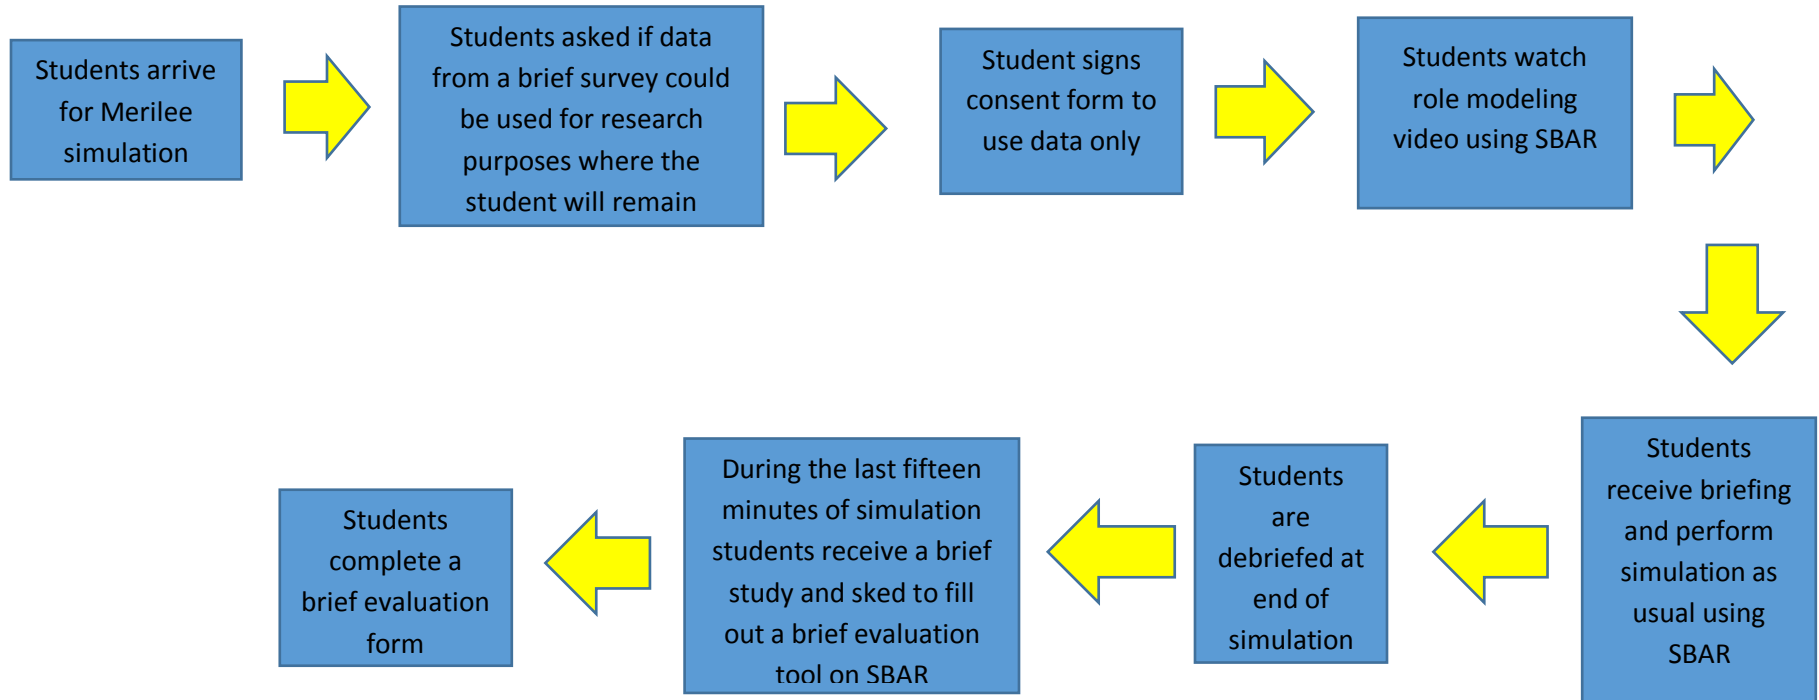 Students arrive
for Merilee
simulation
Students asked if data
from a brief survey could
be used for research
purposes where the
student will remain
Student signs
consent form to
use data only
Students watch
role modeling
video using SBAR
Students
receive briefing
and perform
simulation as
usual using
SBAR
Students
are
debriefed at
end of
simulation
During the last fifteen
minutes of simulation
students receive a brief
study and sked to fill
out a brief evaluation
tool on SBAR
Students
complete a
brief evaluation
form